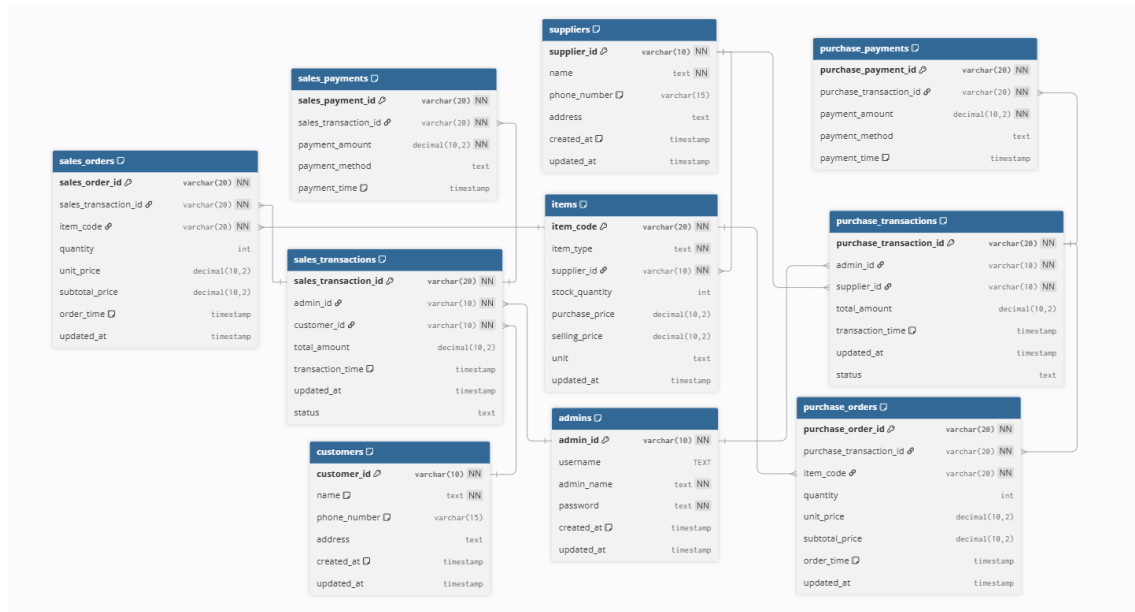 suppliers
supplier_id varchar(10) NN
name text NN
phone_number varchar(15)
address text
created_at timestamp
updated_at timestamp
purchase_payments
purchase_payment_id varchar(20) NN
purchase_transaction_id varchar(20) NN
payment_amount decimal(10,2) NN
payment_method text
payment_time timestamp
sales_payments
sales_payment_id varchar(20) NN
sales_transaction_id varchar(20) NN
payment_amount decimal(10,2) NN
payment_method text
payment_time timestamp
sales_orders
sales_order_id varchar(20) NN
sales_transaction_id varchar(20) NN
item_code varchar(20) NN
quantity int
unit_price decimal(10,2)
subtotal_price decimal(10,2)
order_time timestamp
updated_at timestamp
items
item_code varchar(20) NN
item_type text NN
supplier_id varchar(10) NN
stock_quantity int
purchase_price decimal(10,2)
selling_price decimal(10,2)
unit text
updated_at timestamp
purchase_transactions
purchase_transaction_id varchar(20) NN
admin_id varchar(10) NN
supplier_id varchar(10) NN
total_amount decimal(10,2)
transaction_time timestamp
updated_at timestamp
status text
sales_transactions
sales_transaction_id varchar(20) NN
admin_id varchar(10) NN
customer_id varchar(10) NN
total_amount decimal(10,2)
transaction_time timestamp
updated_at timestamp
status text
purchase_orders
purchase_order_id varchar(20) NN
purchase_transaction_id varchar(20) NN
item_code varchar(20) NN
quantity int
unit_price decimal(10,2)
subtotal_price decimal(10,2)
order_time timestamp
updated_at timestamp
admins
admin_id varchar(10) NN
username TEXT
admin_name text NN
password text NN
created_at timestamp
updated_at timestamp
customers
customer_id varchar(10) NN
name text NN
phone_number varchar(15)
address text
created_at timestamp
updated_at timestamp